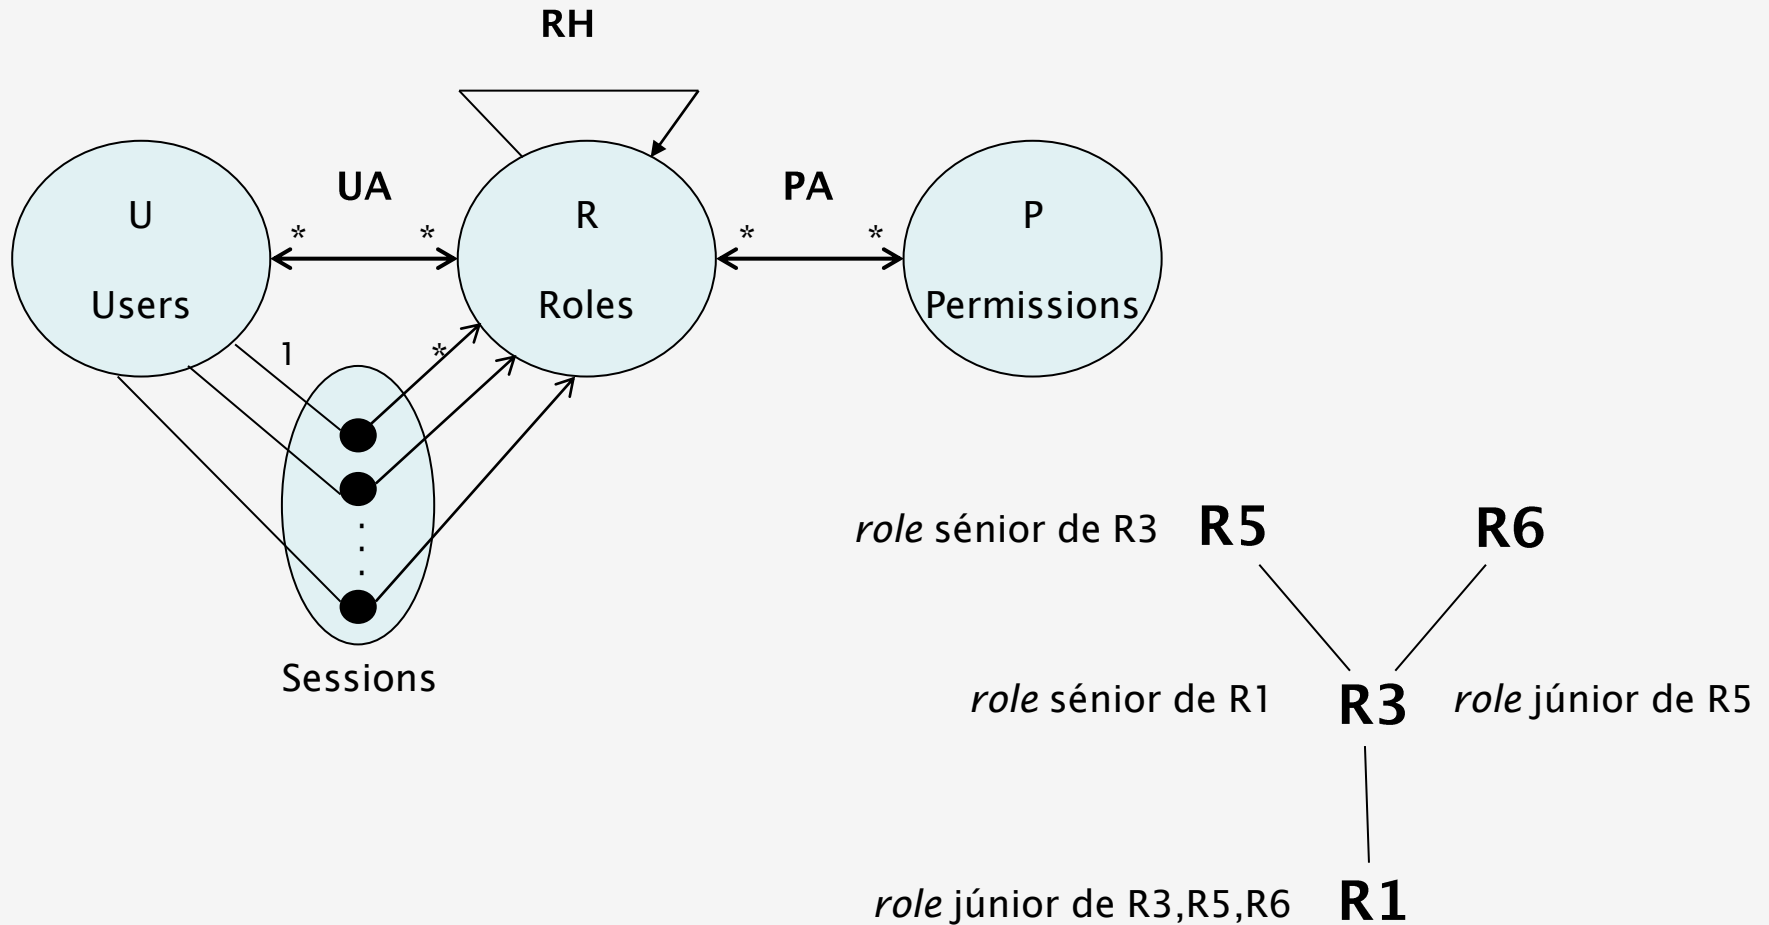 RH
UA
PA
U
R
P
* *
* *
Users
Roles
Permissions
1
*
.
.
.
Sessions
role sénior de R3
R5
R6
role sénior de R1
R3
role júnior de R5
role júnior de R3,R5,R6
R1